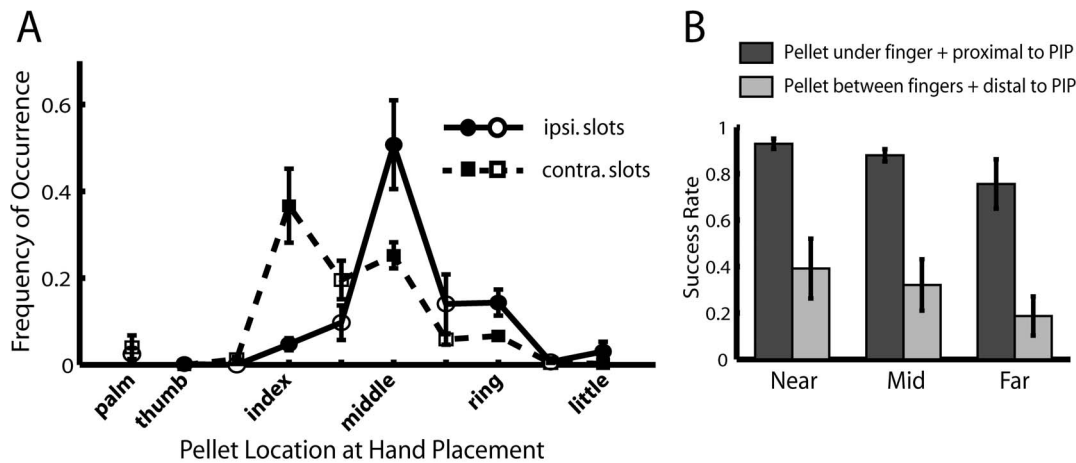 A
Frequency of Occurrence
0.6
0.4
0.2
0
ipsi. slots
contra. slots
palm
thumb
index
middle
ring
little
Pellet Location at Hand Placement
B
Pellet under finger + proximal to PIP
Pellet between fingers + distal to PIP
Success Rate
1
0.8
0.6
0.4
0.2
0
Near
Mid
Far